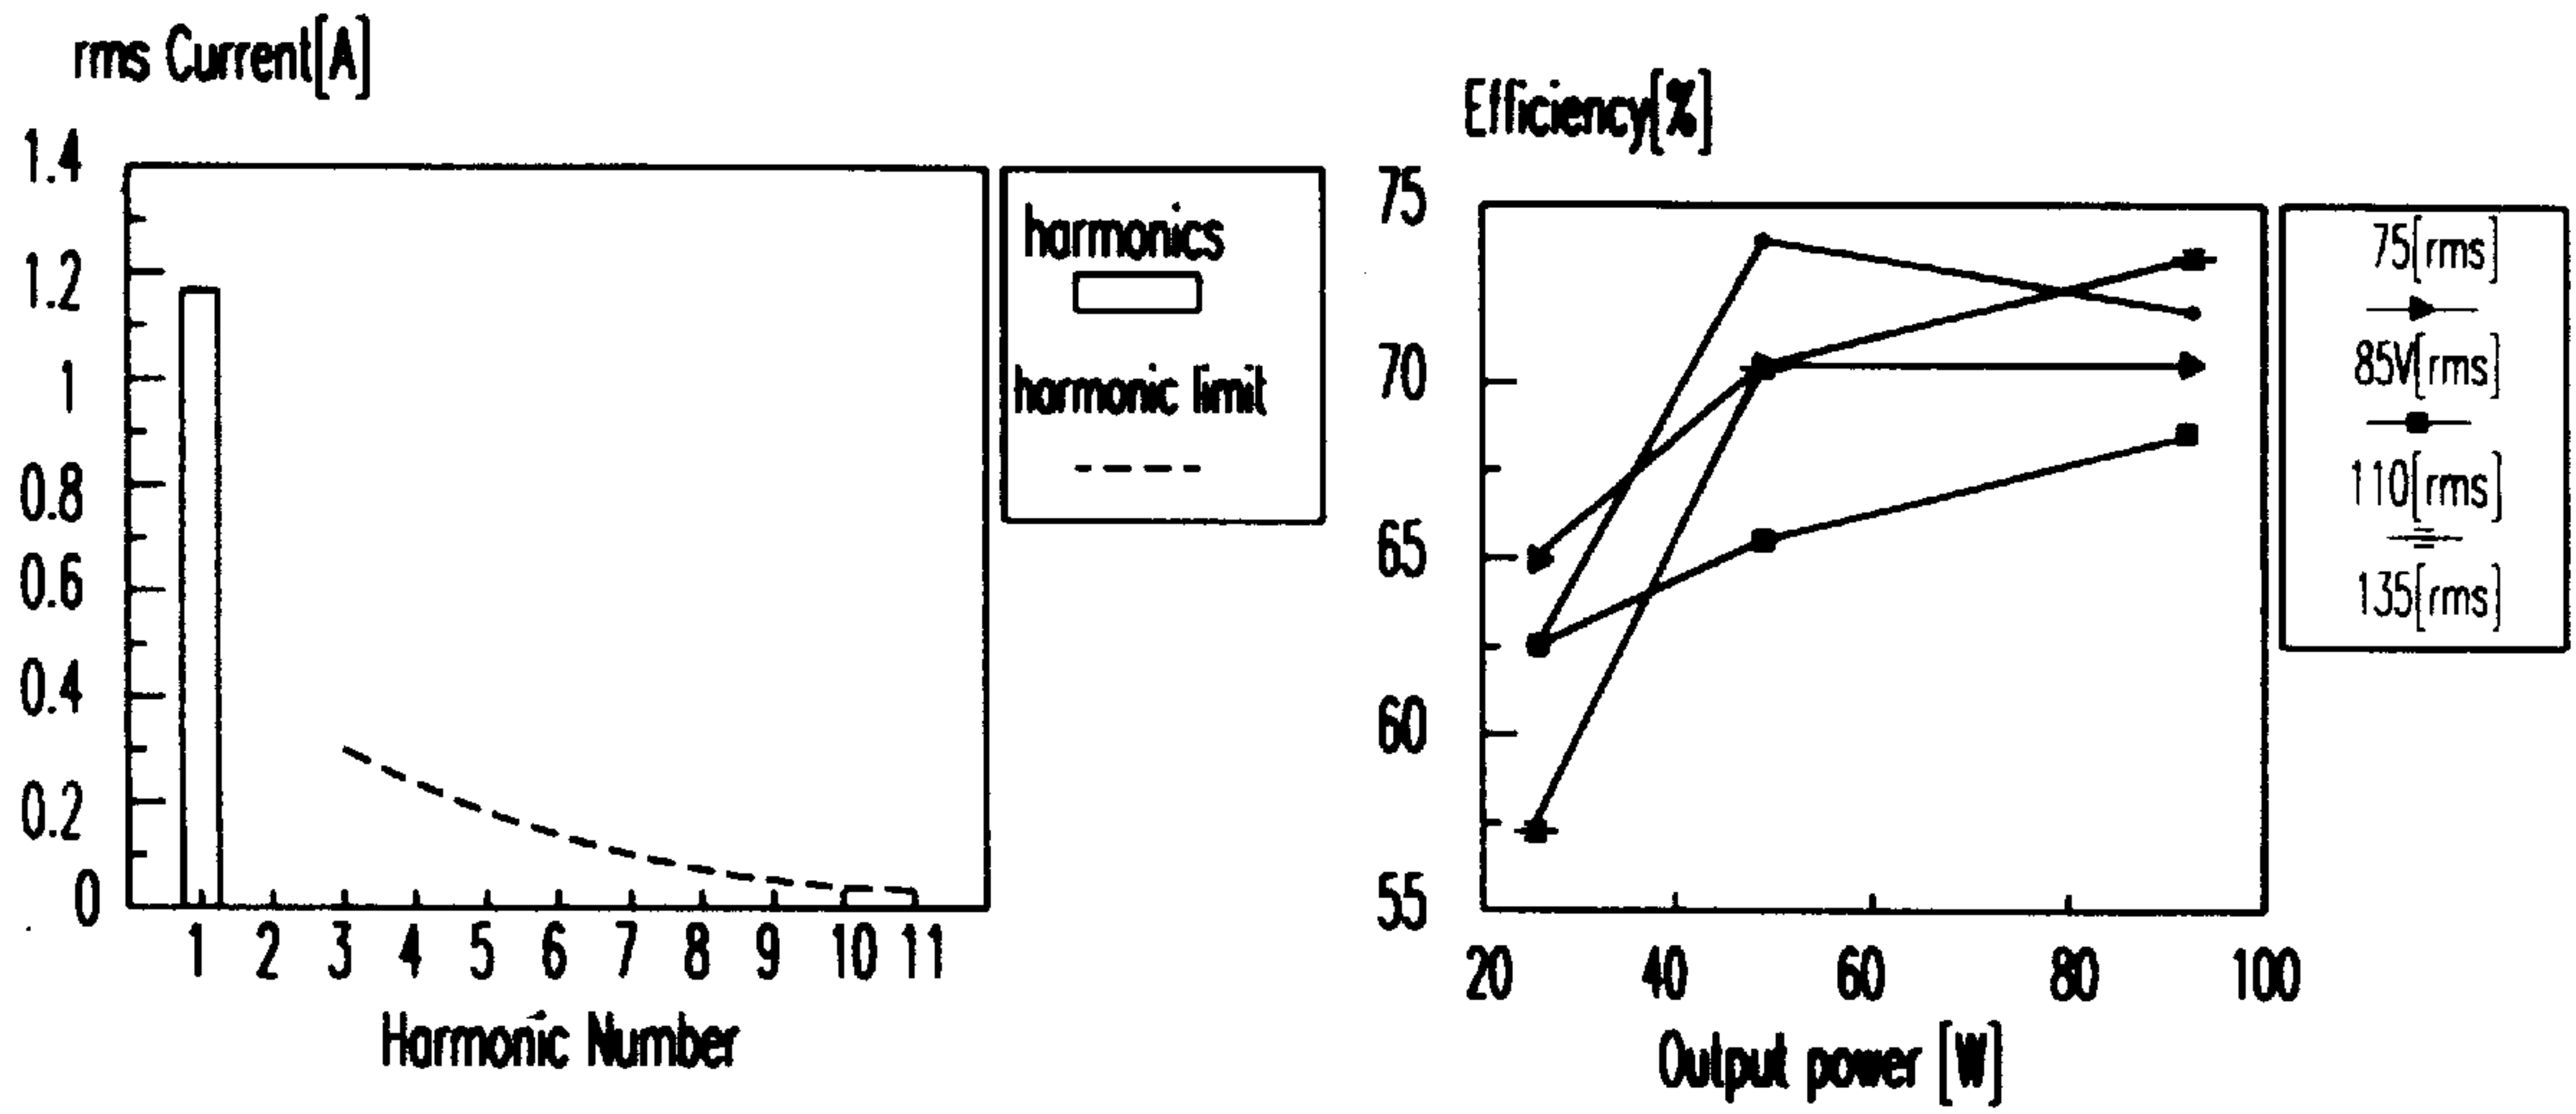 rms Current[A]
1.4
1.2
1
0.8
0.6
0.4
0.2
0
1 2 3 4 5 6 7 8 9 10 11
Harmonic Number
harmonics
harmonic limit
Efficiency[%]
75
70
65
60
55
20 40 60 80 100
Output power [W]
75[rms]
85V[rms]
110[rms]
135[rms]